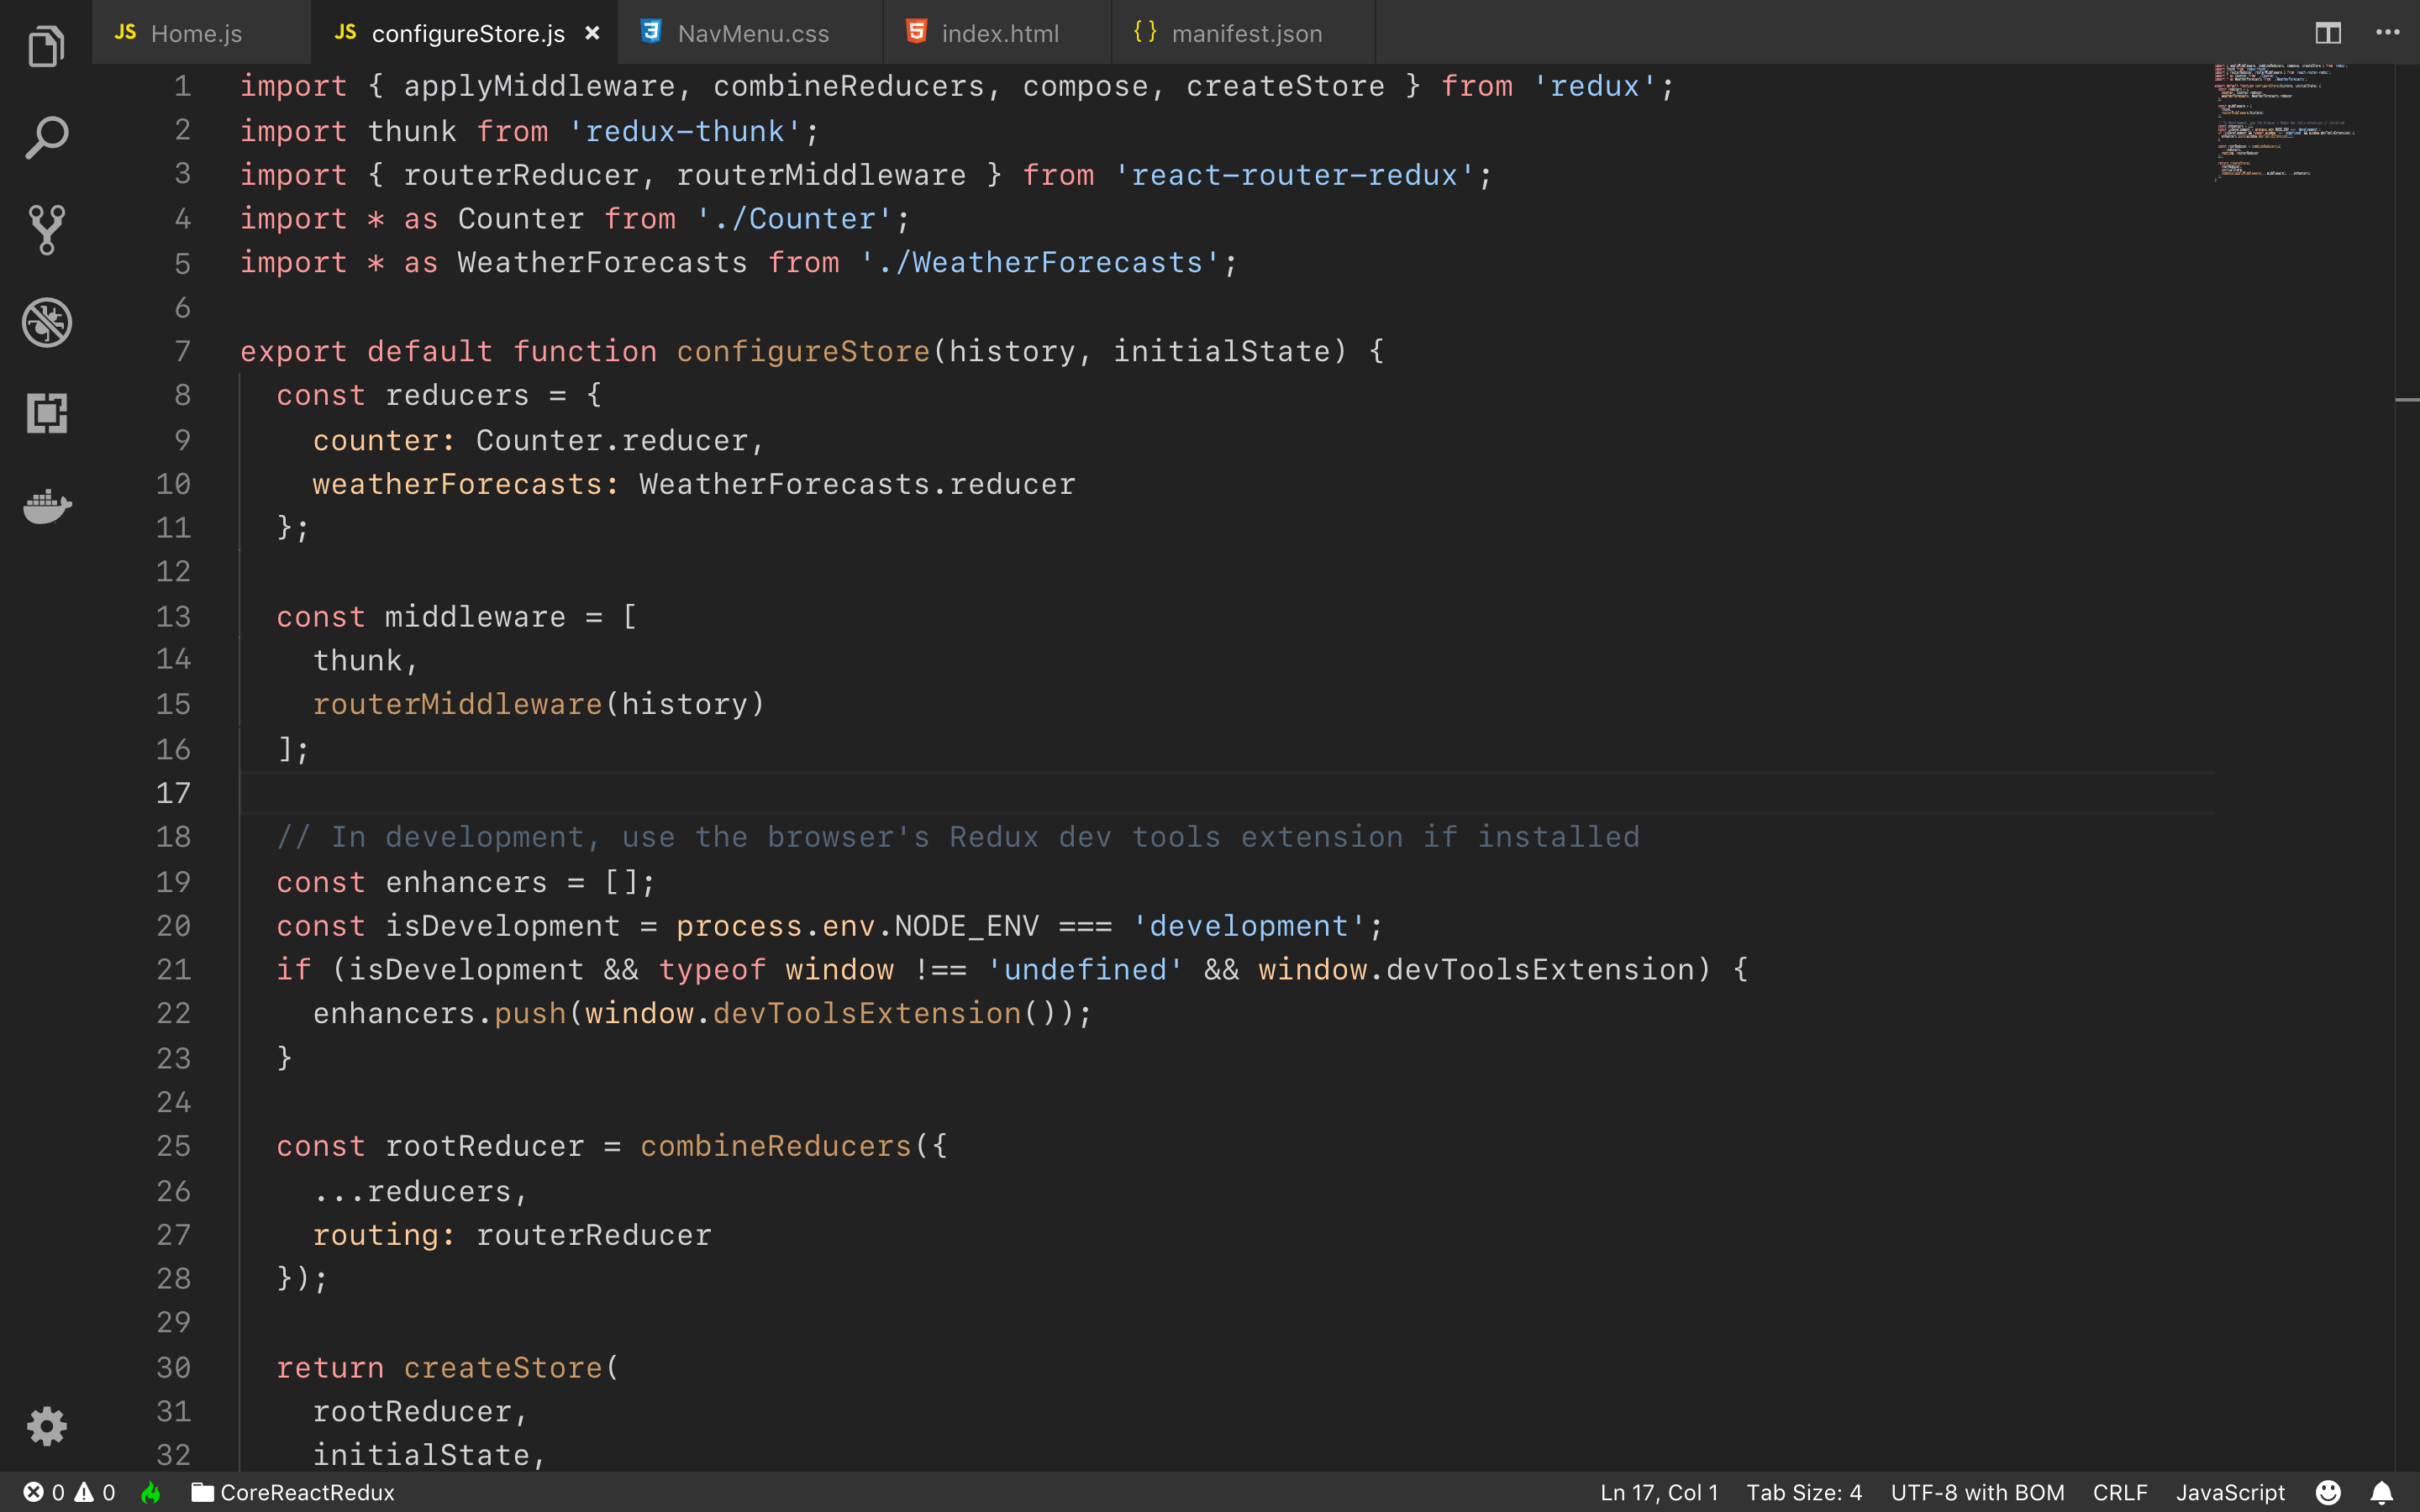 JS Home.js JS configureStore.js × NavMenu.css index.html {} manifest.json
1 import { applyMiddleware, combineReducers, compose, createStore } from 'redux';
2 import thunk from 'redux-thunk';
3 import { routerReducer, routerMiddleware } from 'react-router-redux';
4 import * as Counter from './Counter';
5 import * as WeatherForecasts from './WeatherForecasts';
6
7 export default function configureStore(history, initialState) {
8   const reducers = {
9     counter: Counter.reducer,
10     weatherForecasts: WeatherForecasts.reducer
11   };
12
13   const middleware = [
14     thunk,
15     routerMiddleware(history)
16   ];
17
18   // In development, use the browser's Redux dev tools extension if installed
19   const enhancers = [];
20   const isDevelopment = process.env.NODE_ENV === 'development';
21   if (isDevelopment && typeof window !== 'undefined' && window.devToolsExtension) {
22     enhancers.push(window.devToolsExtension());
23   }
24
25   const rootReducer = combineReducers({
26     ...reducers,
27     routing: routerReducer
28   });
29
30   return createStore(
31     rootReducer,
32     initialState,
0 0 CoreReactRedux Ln 17, Col 1 Tab Size: 4 UTF-8 with BOM CRLF JavaScript